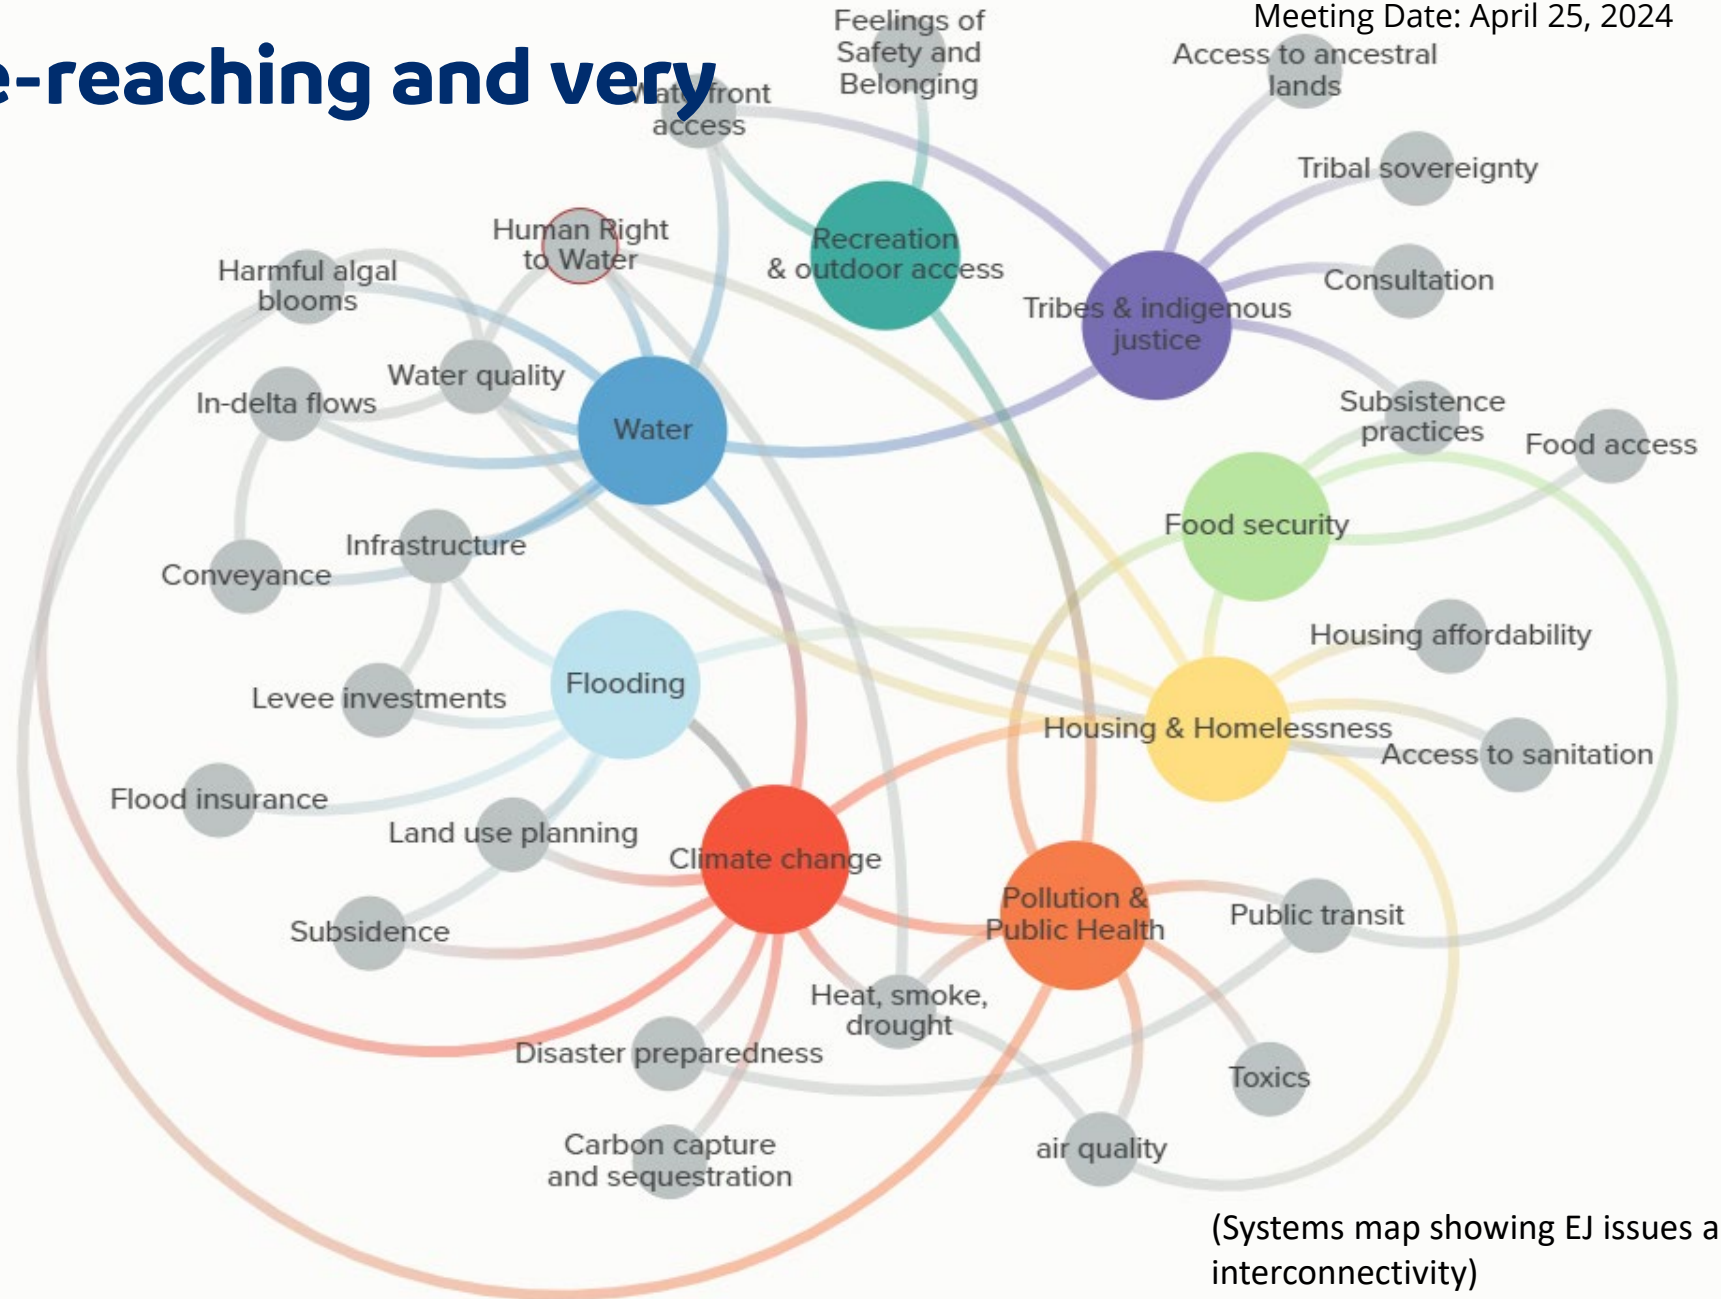 Meeting Date: April 25, 2024
e-reaching and very
Feelings of
Safety and
Belonging
Access to ancestral
lands
Waterfront
access
Tribal sovereignty
Human Right
to Water
Recreation
& outdoor access
Harmful algal
blooms
Consultation
Tribes & indigenous
justice
Water quality
In-delta flows
Water
Subsistence
practices
Food access
Food security
Infrastructure
Conveyance
Housing affordability
Flooding
Levee investments
Housing & Homelessness
Access to sanitation
Flood insurance
Land use planning
Climate change
Pollution &
Public Health
Public transit
Subsidence
Heat, smoke,
drought
Disaster preparedness
Toxics
Carbon capture
and sequestration
air quality
(Systems map showing EJ issues a
interconnectivity)